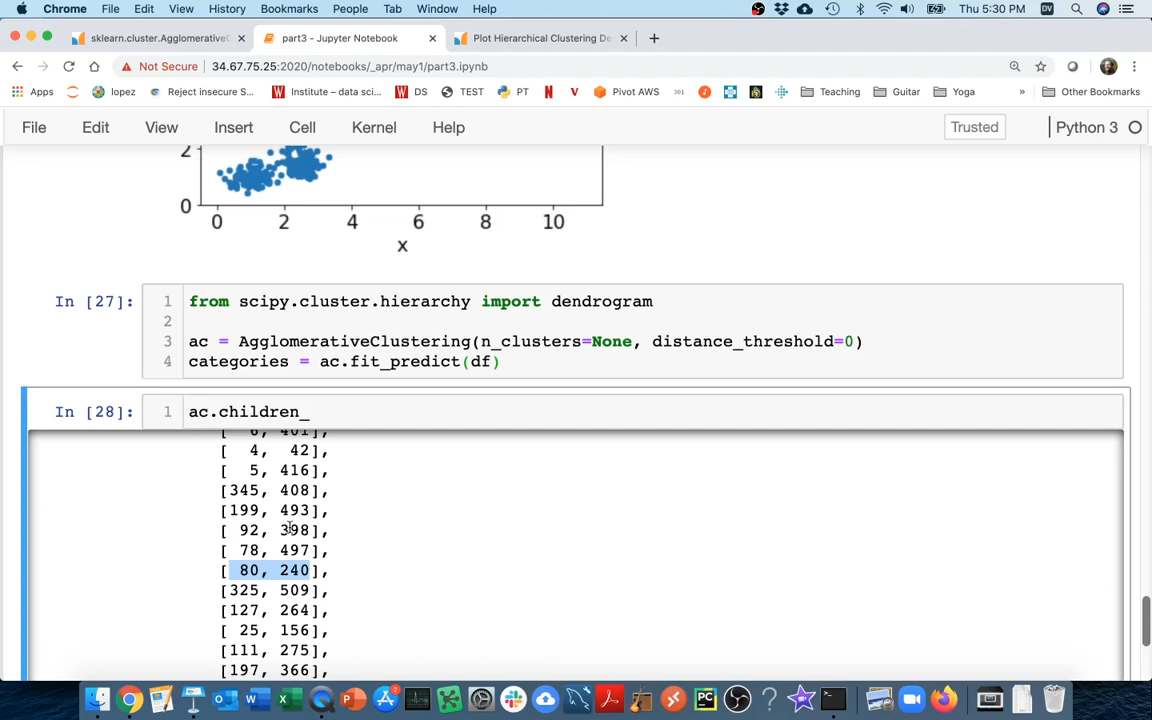 Chrome File Edit View History Bookmarks People Tab Window Help Thu 5:30 PM DV
sklearn.cluster.Agglomerative part3 - Jupyter Notebook Plot Hierarchical Clustering De
Not Secure 34.67.75.25:2020/notebooks/_apr/may1/part3.ipynb
Apps lopez Reject insecure S... Institute – data sci... DS TEST PT Pivot AWS 301 Teaching Guitar Yoga » Other Bookmarks
File Edit View Insert Cell Kernel Help Trusted Python 3
2
0
0 2 4 6 8 10
x
In [27]: 1 from scipy.cluster.hierarchy import dendrogram
2
3 ac = AgglomerativeClustering(n_clusters=None, distance_threshold=0)
4 categories = ac.fit_predict(df)
In [28]: 1 ac.children_
[ 6, 401],
[ 4, 42],
[ 5, 416],
[345, 408],
[199, 493],
[ 92, 398],
[ 78, 497],
[ 80, 240],
[325, 509],
[127, 264],
[ 25, 156],
[111, 275],
[197, 366],